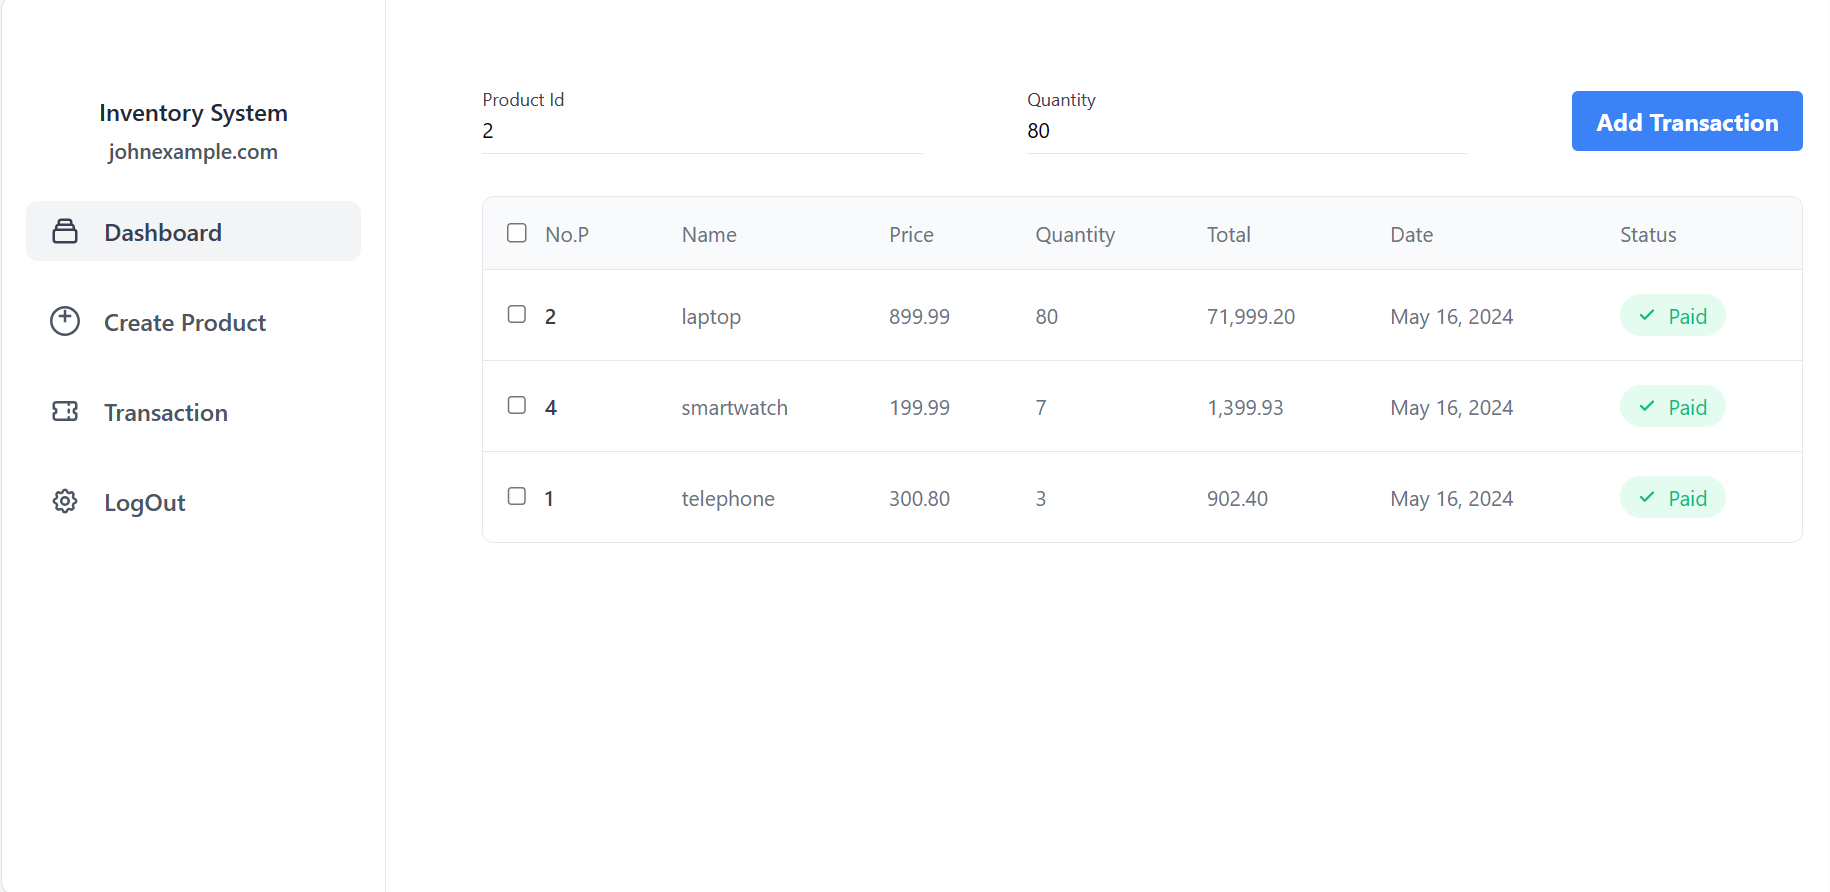 Inventory System
johnexample.com
Dashboard
Create Product
Transaction
LogOut
Product Id
2
Quantity
80
Add Transaction
No.P Name Price Quantity Total Date Status
2 laptop 899.99 80 71,999.20 May 16, 2024 Paid
4 smartwatch 199.99 7 1,399.93 May 16, 2024 Paid
1 telephone 300.80 3 902.40 May 16, 2024 Paid